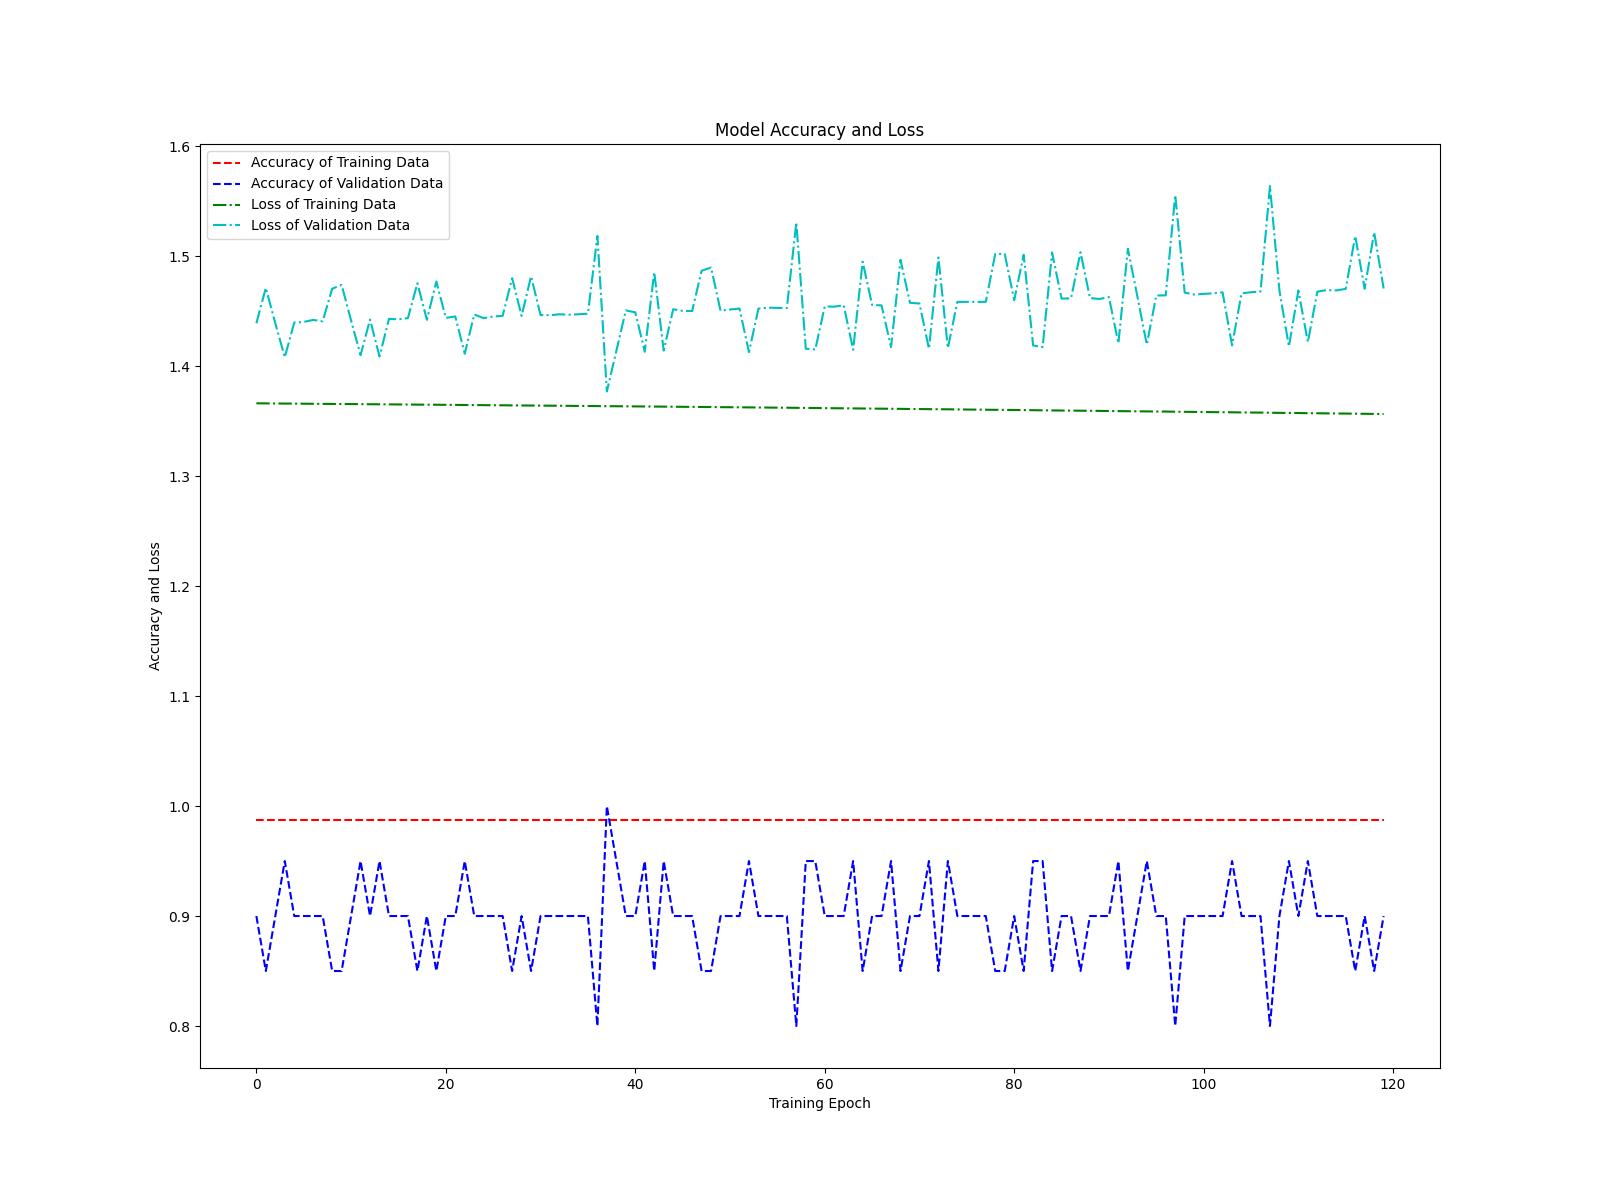 Model Accuracy and Loss
Accuracy of Training Data
Accuracy of Validation Data
Loss of Training Data
Loss of Validation Data
Accuracy and Loss
1.6
1.5
1.4
1.3
1.2
1.1
1.0
0.9
0.8
0 20 40 60 80 100 120
Training Epoch